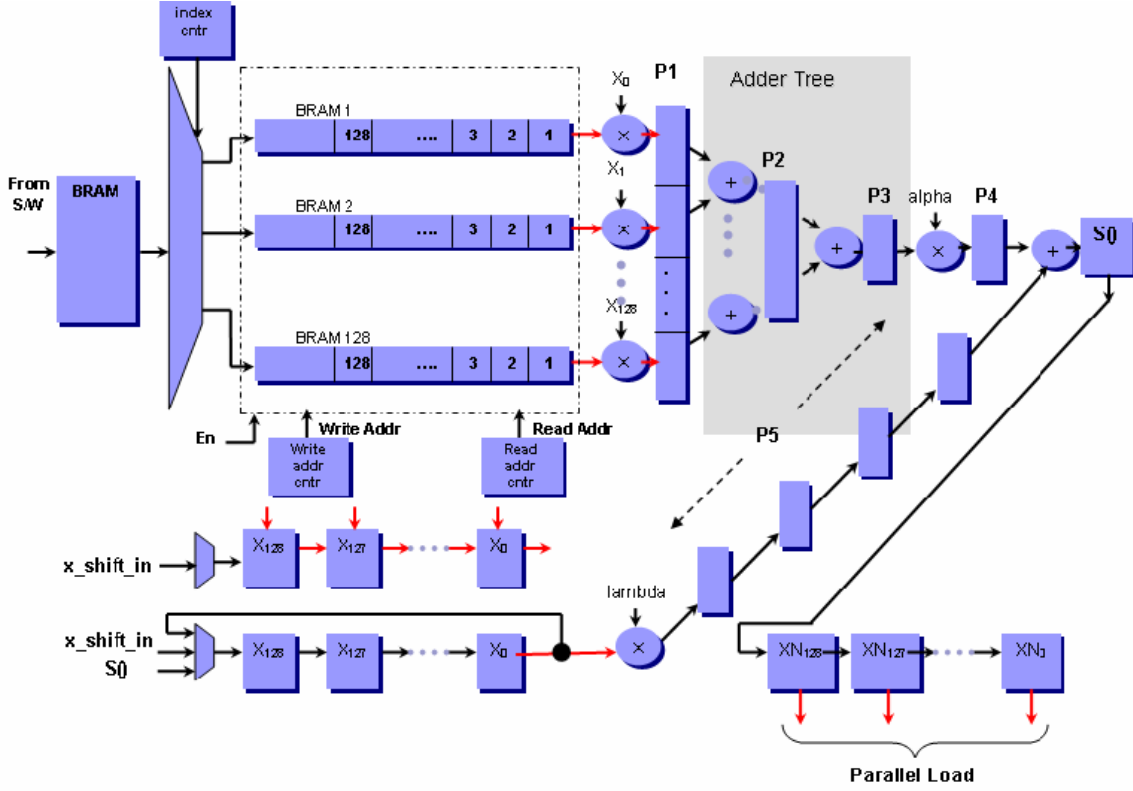 index
cntr
From
S/W
BRAM
BRAM 1
128 .... 3 2 1
BRAM 2
128 .... 3 2 1
BRAM 128
128 .... 3 2 1
X0
×
X1
×
X128
×
P1
Adder Tree
+
P2
+
+
P3
alpha
×
P4
+
S()
En
Write Addr
Read Addr
Write
addr
cntr
Read
addr
cntr
P5
x_shift_in
X128
X127
X0
x_shift_in
S()
X128
X127
X0
lambda
×
XN128
XN127
XN0
Parallel Load